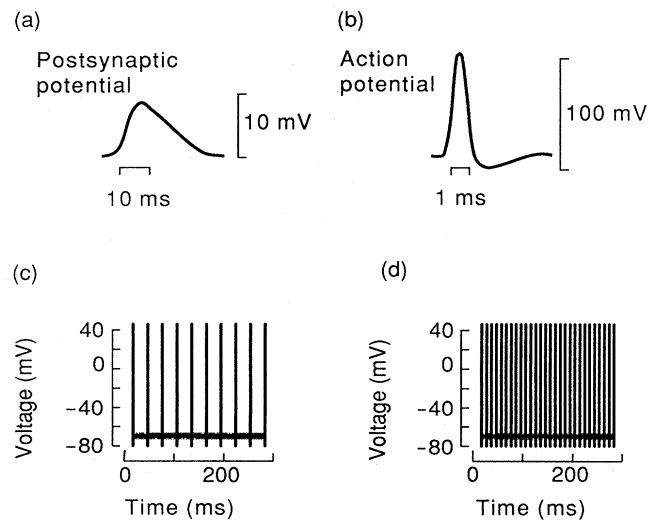 (a)
Postsynaptic
potential
10 mV
10 ms
(b)
Action
potential
100 mV
1 ms
(c)
Voltage (mV)
40
0
−40
−80
0
200
Time (ms)
(d)
Voltage (mV)
40
0
−40
−80
0
200
Time (ms)